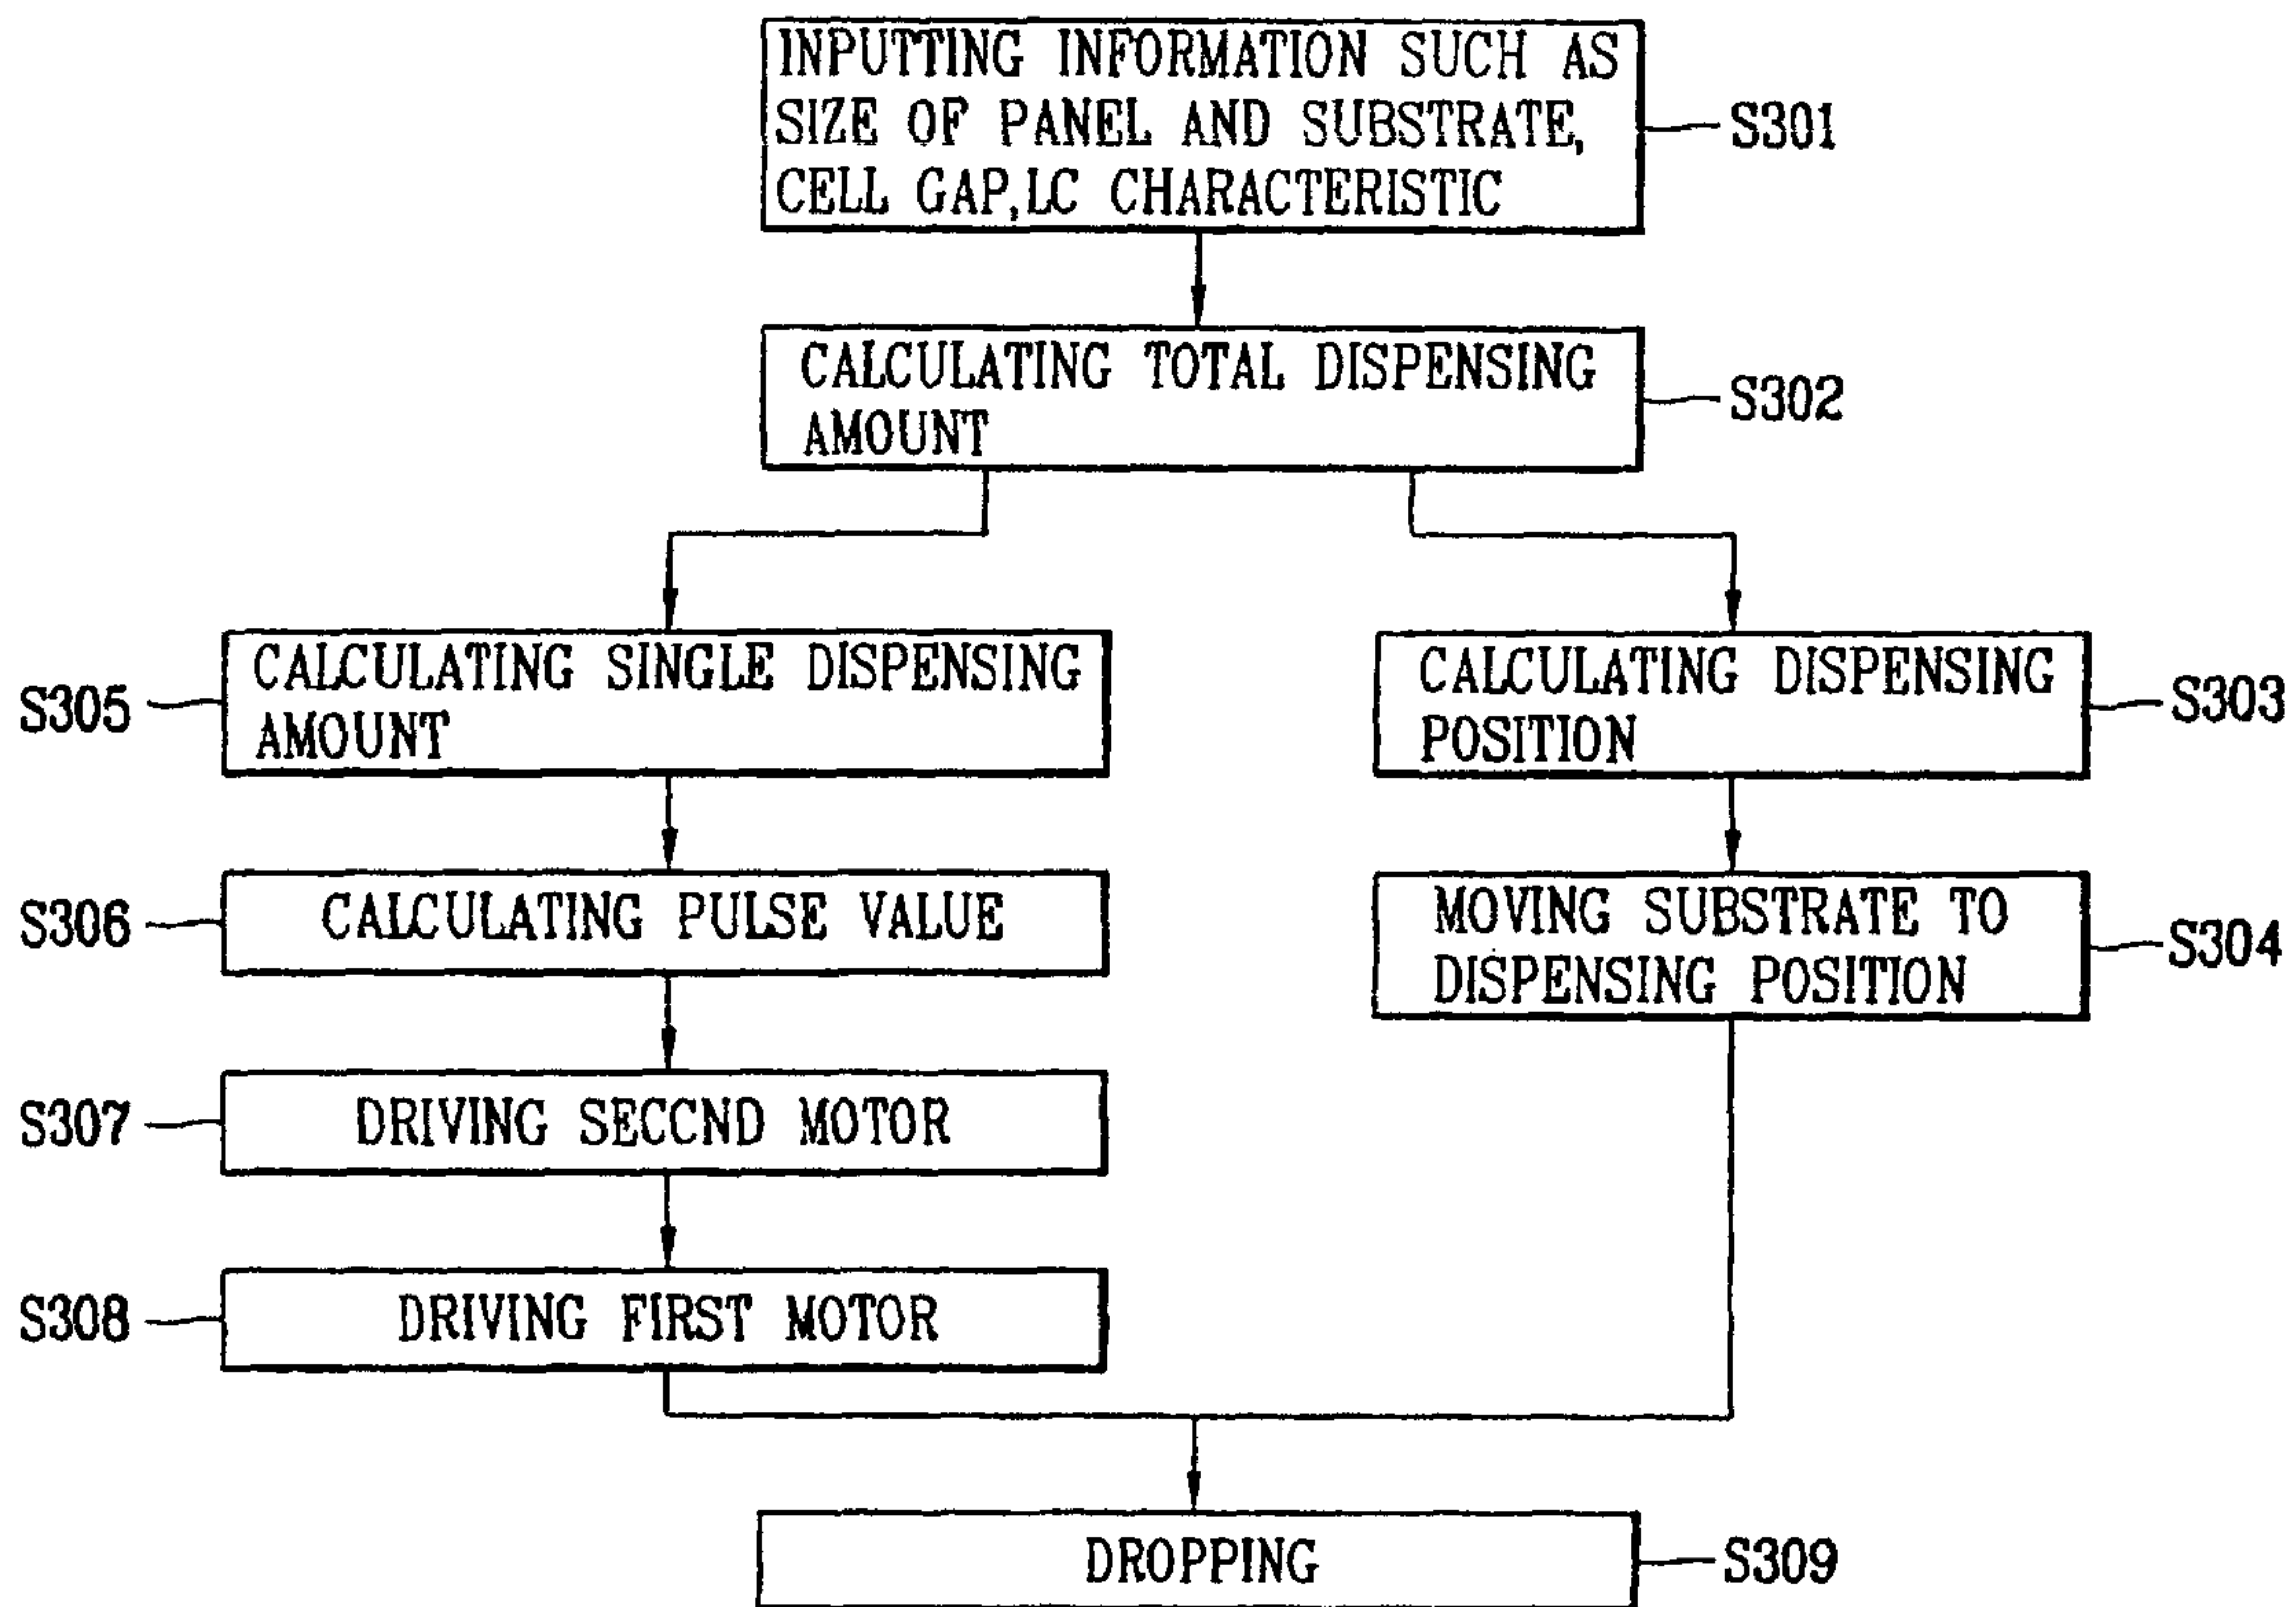 INPUTTING INFORMATION SUCH AS
SIZE OF PANEL AND SUBSTRATE,
CELL GAP,LC CHARACTERISTIC
S301
CALCULATING TOTAL DISPENSING
AMOUNT
S302
S305
CALCULATING SINGLE DISPENSING
AMOUNT
CALCULATING DISPENSING
POSITION
S303
S306
CALCULATING PULSE VALUE
MOVING SUBSTRATE TO
DISPENSING POSITION
S304
S307
DRIVING SECCND MOTOR
S308
DRIVING FIRST MOTOR
DROPPING
S309